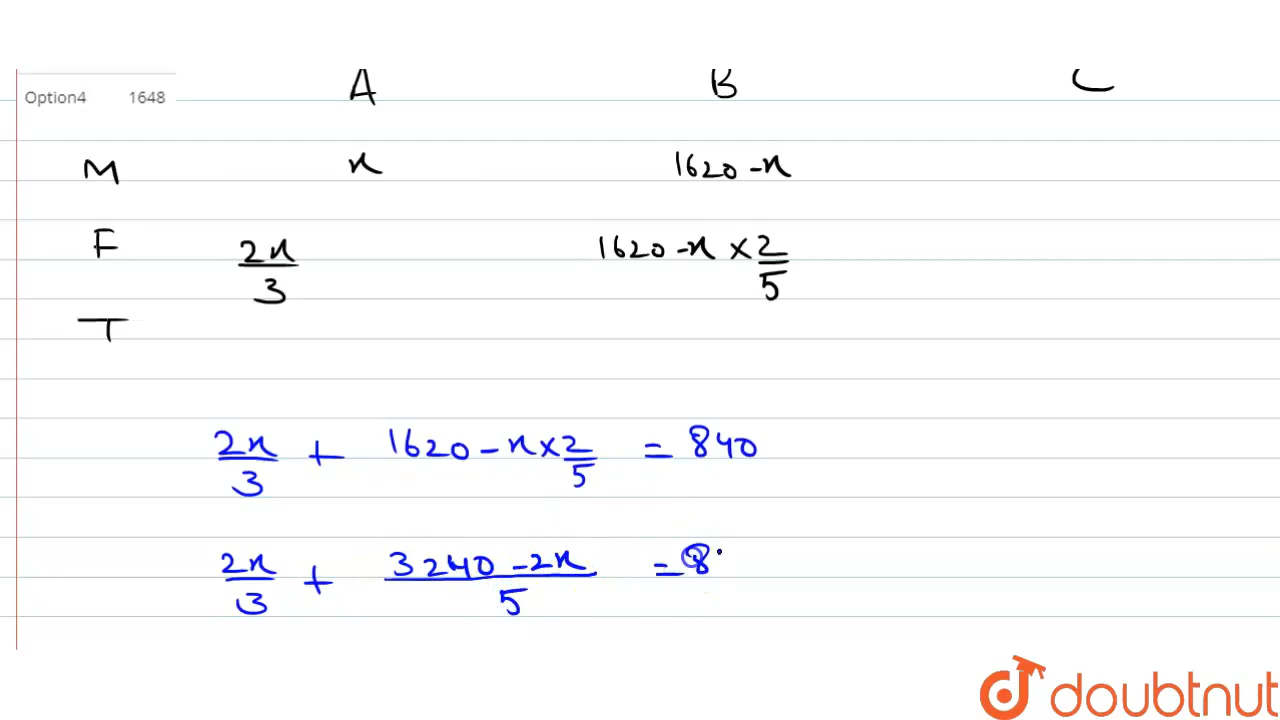 A B C
Option4 1648
M x 1620 - x
F 2x/3 1620 - x × 2/5
T
2x/3 + 1620 - x × 2/5 = 840
2x/3 + 3240 - 2x/5 = 8
doubtnut